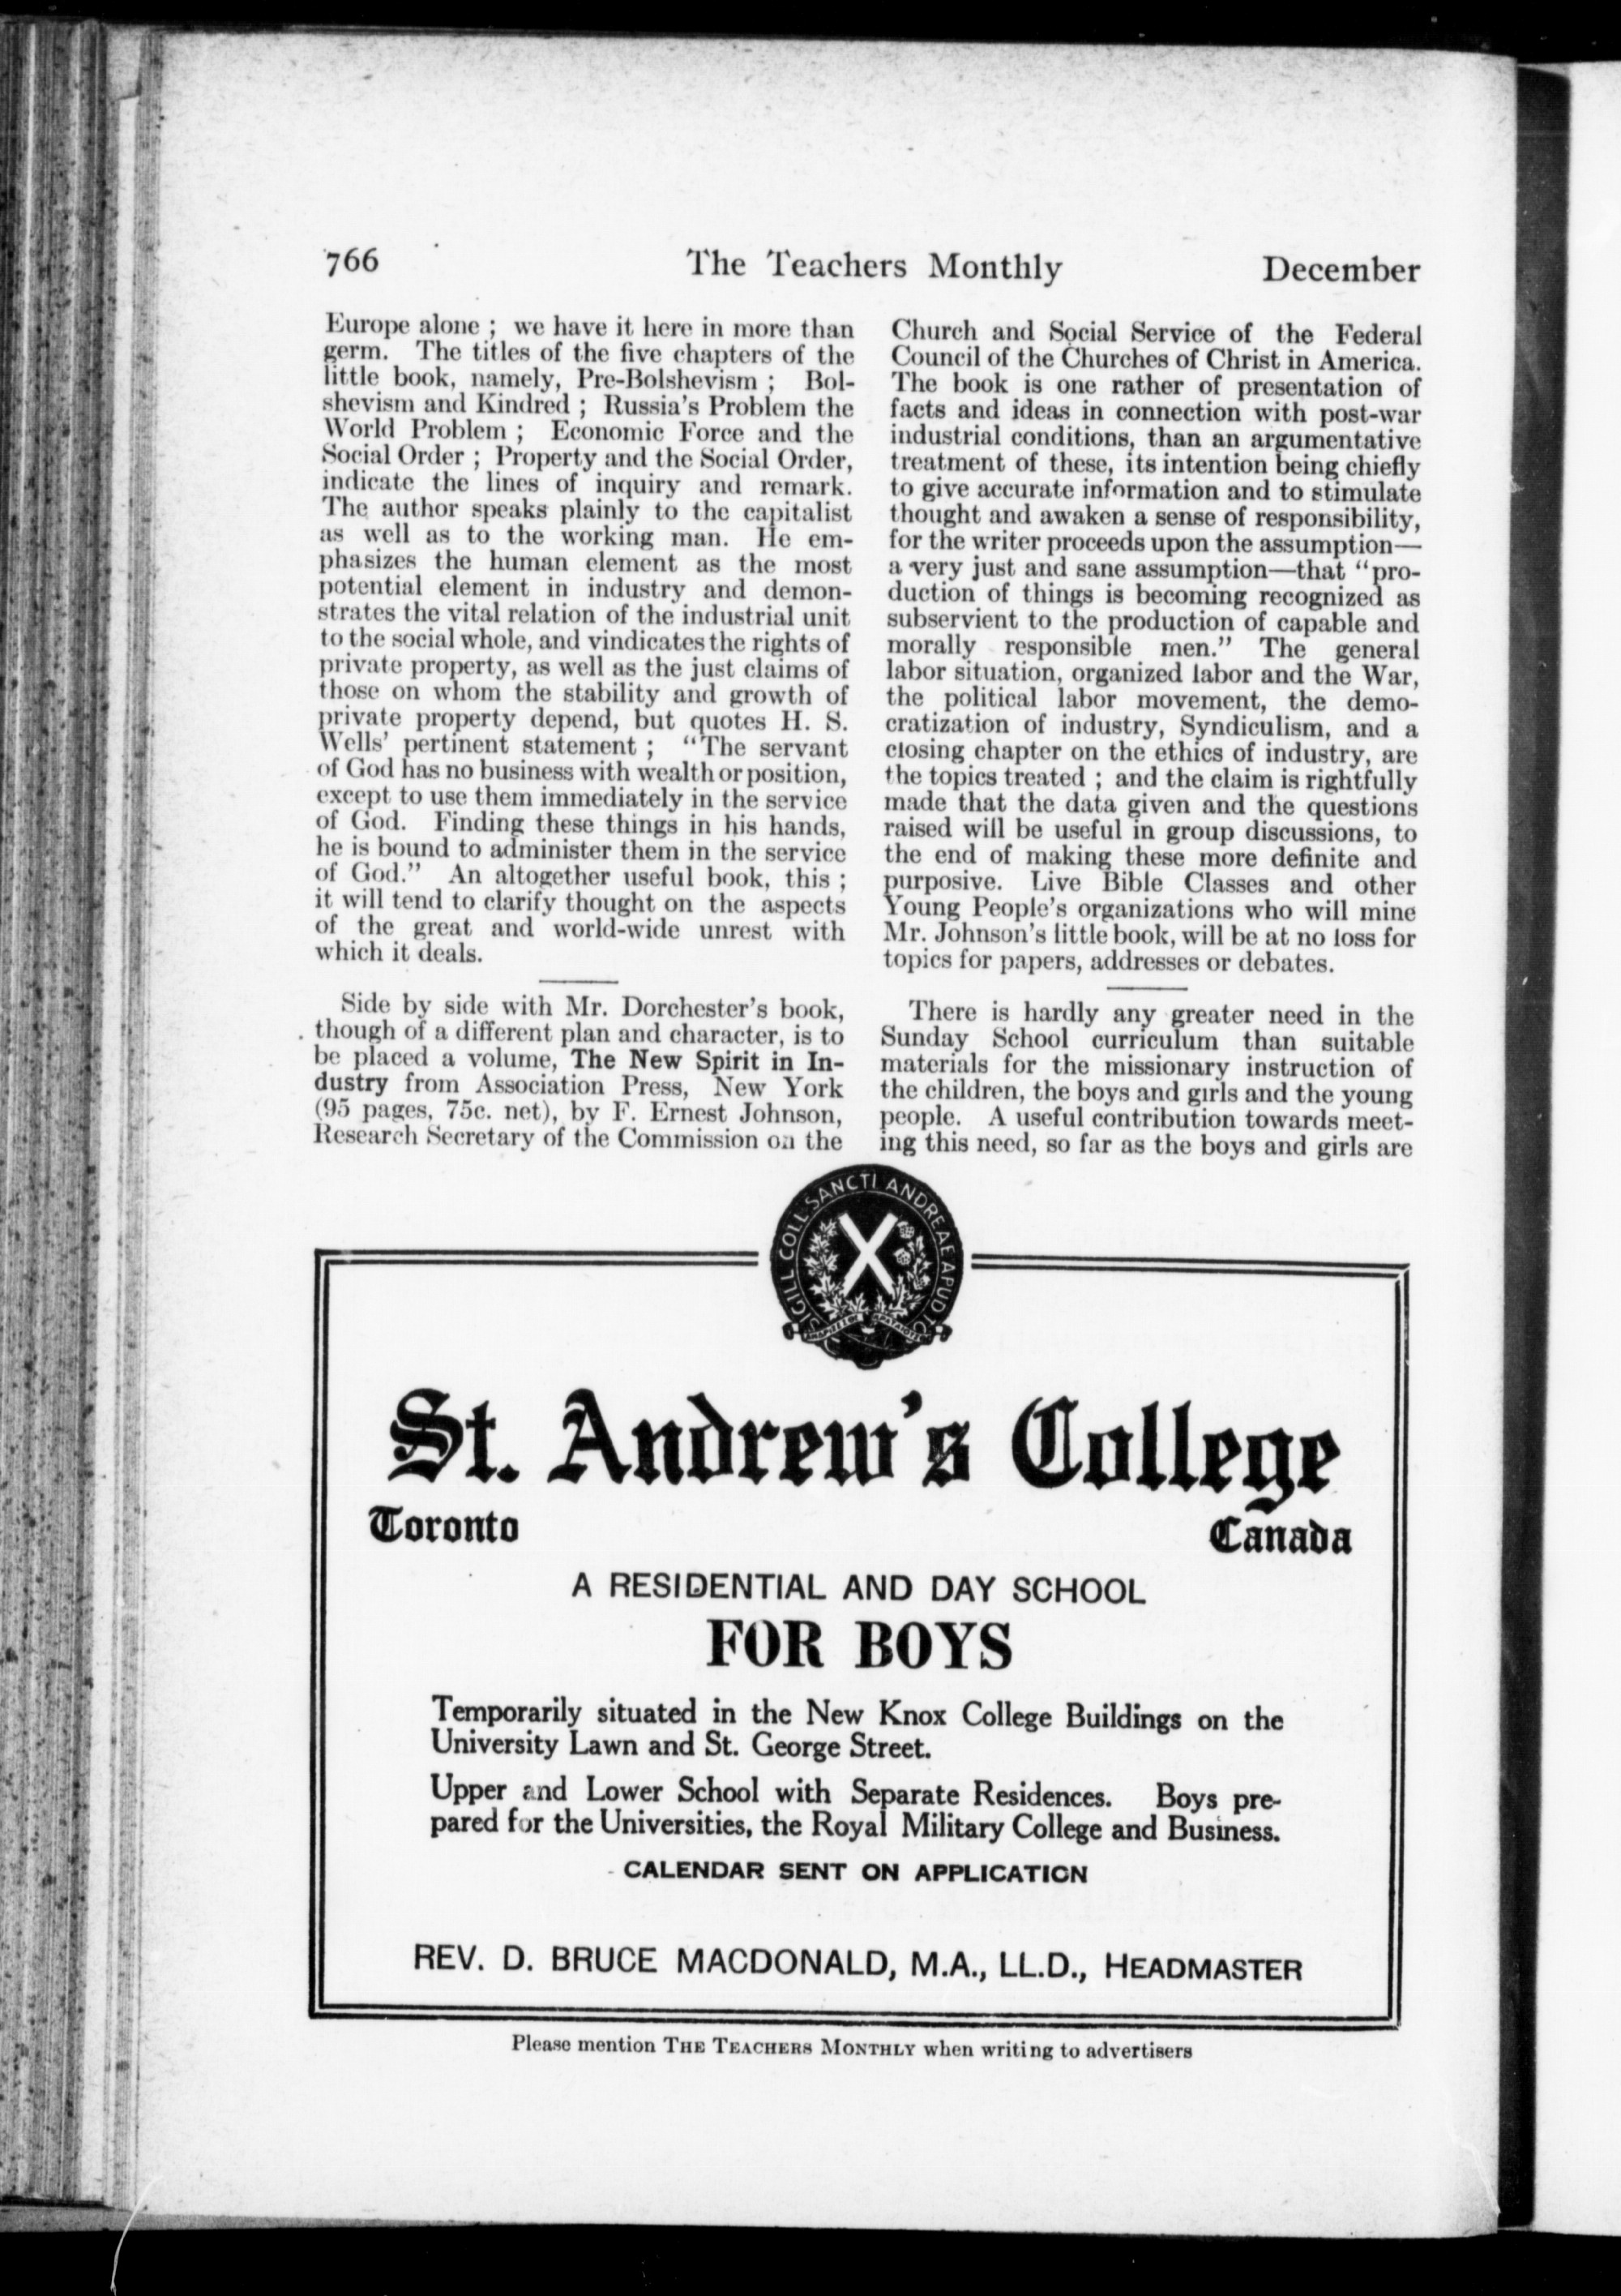 766 The Teachers Monthly December
Europe alone ; we have it here in more than
germ. The titles of the five chapters of the
little book, namely, Pre-Bolshevism ; Bol-
shevism and Kindred ; Russia's Problem the
World Problem ; Economic Force and the
Social Order ; Property and the Social Order,
indicate the lines of inquiry and remark.
The author speaks plainly to the capitalist
as well as to the working man. He em-
phasizes the human element as the most
potential element in industry and demon-
strates the vital relation of the industrial unit
to the social whole, and vindicates the rights of
private property, as well as the just claims of
those on whom the stability and growth of
private property depend, but quotes H. S.
Wells' pertinent statement ; "The servant
of God has no business with wealth or position,
except to use them immediately in the service
of God. Finding these things in his hands,
he is bound to administer them in the service
of God." An altogether useful book, this ;
it will tend to clarify thought on the aspects
of the great and world-wide unrest with
which it deals.
Side by side with Mr. Dorchester's book,
though of a different plan and character, is to
be placed a volume, The New Spirit in In-
dustry from Association Press, New York
(95 pages, 75c. net), by F. Ernest Johnson,
Research Secretary of the Commission on the
Church and Social Service of the Federal
Council of the Churches of Christ in America.
The book is one rather of presentation of
facts and ideas in connection with post-war
industrial conditions, than an argumentative
treatment of these, its intention being chiefly
to give accurate information and to stimulate
thought and awaken a sense of responsibility,
for the writer proceeds upon the assumption—
a very just and sane assumption—that "pro-
duction of things is becoming recognized as
subservient to the production of capable and
morally responsible men." The general
labor situation, organized labor and the War,
the political labor movement, the demo-
cratization of industry, Syndiculism, and a
closing chapter on the ethics of industry, are
the topics treated ; and the claim is rightfully
made that the data given and the questions
raised will be useful in group discussions, to
the end of making these more definite and
purposive. Live Bible Classes and other
Young People's organizations who will mine
Mr. Johnson's little book, will be at no loss for
topics for papers, addresses or debates.
There is hardly any greater need in the
Sunday School curriculum than suitable
materials for the missionary instruction of
the children, the boys and girls and the young
people. A useful contribution towards meet-
ing this need, so far as the boys and girls are
SIGILL COLL SANCTI ANDREAE APUD
St. Andrew's College
Toronto Canada
A RESIDENTIAL AND DAY SCHOOL
FOR BOYS
Temporarily situated in the New Knox College Buildings on the
University Lawn and St. George Street.
Upper and Lower School with Separate Residences. Boys pre-
pared for the Universities, the Royal Military College and Business.
CALENDAR SENT ON APPLICATION
REV. D. BRUCE MACDONALD, M.A., LL.D., HEADMASTER
Please mention THE TEACHERS MONTHLY when writing to advertisers